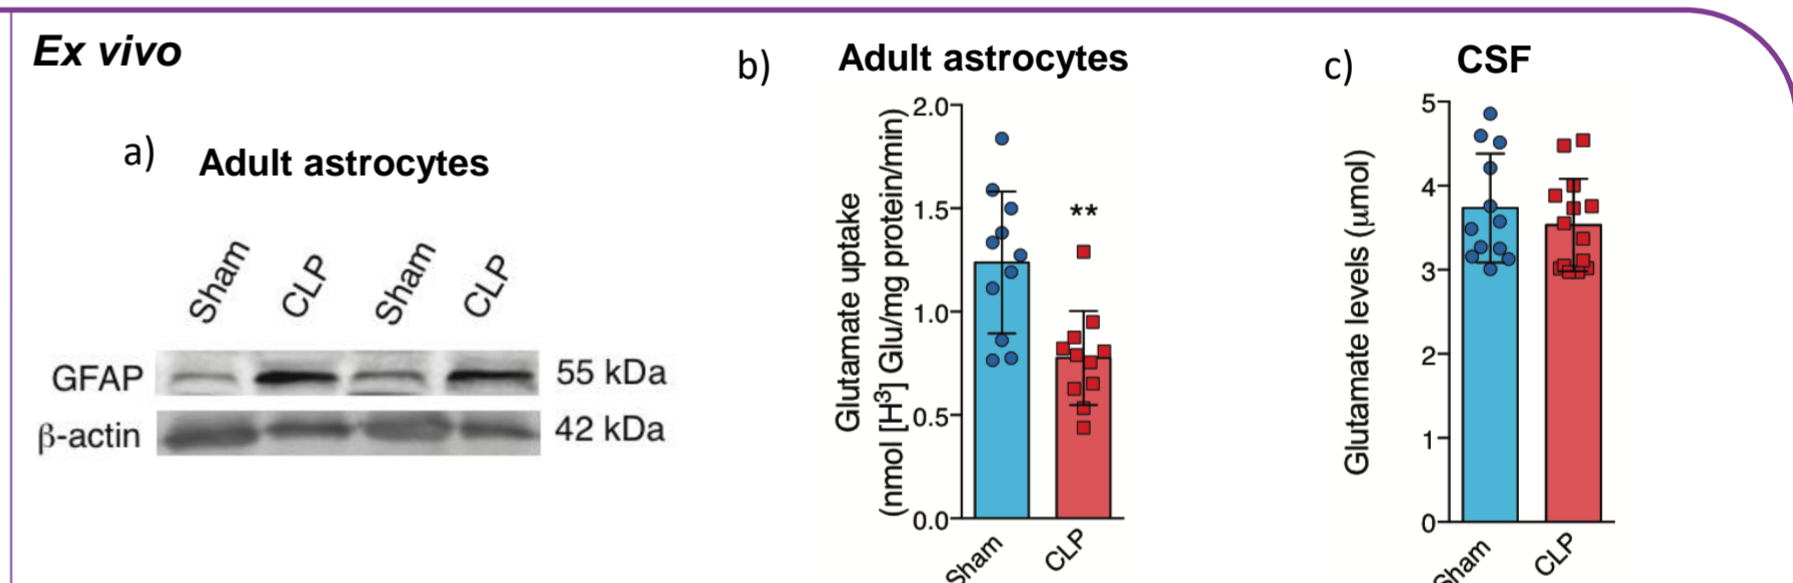 Ex vivo
a)
Adult astrocytes
Sham
CLP
Sham
CLP
GFAP
55 kDa
β-actin
42 kDa
b)
Adult astrocytes
Glutamate uptake
(nmol [H³] Glu/mg protein/min)
2.0
1.5
1.0
0.5
0.0
**
Sham
CLP
c)
CSF
Glutamate levels (μmol)
5
4
3
2
1
0
Sham
CLP